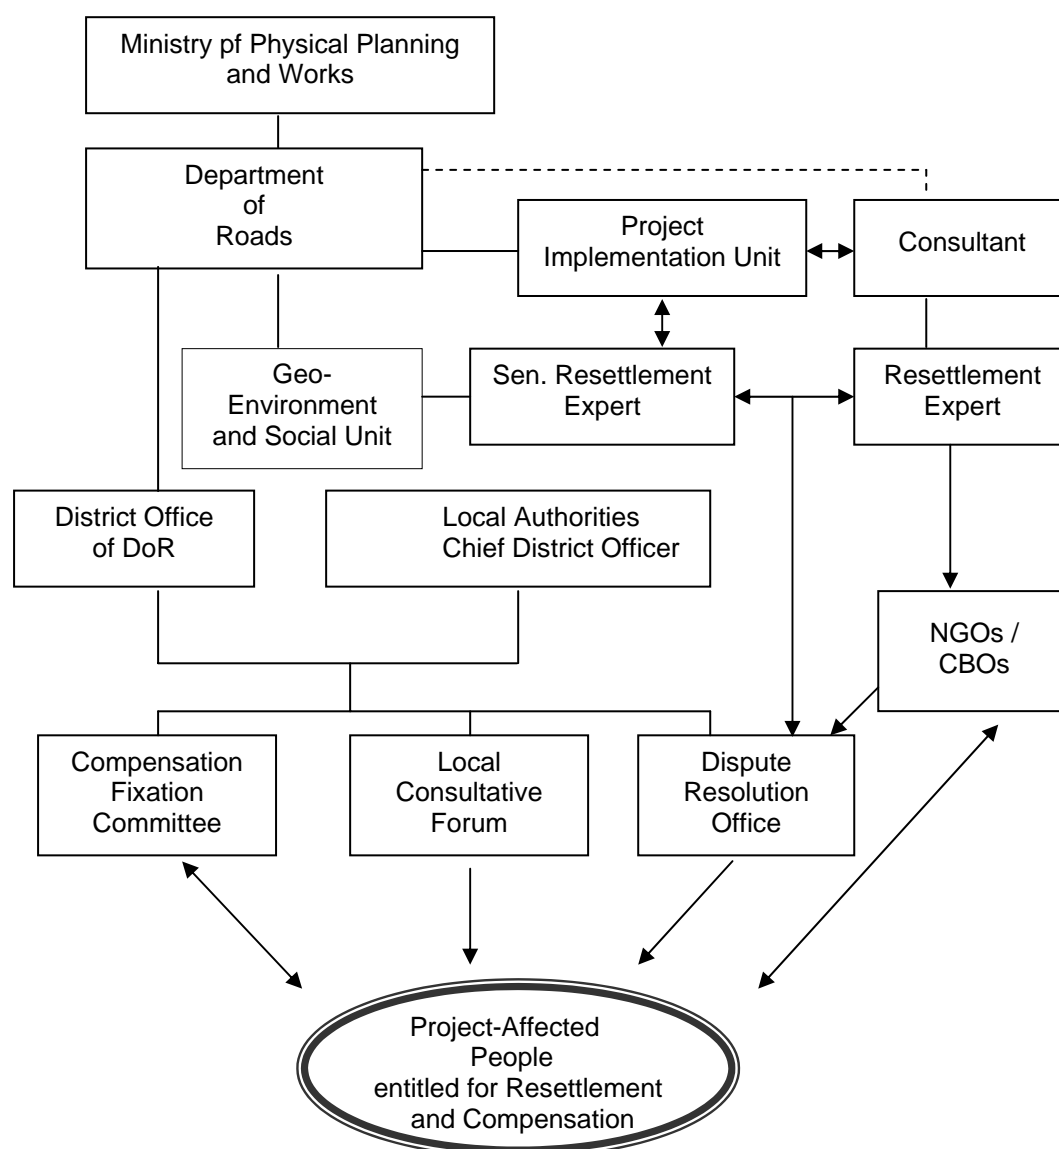 Ministry pf Physical Planning
and Works
Department
of
Roads
Project
Implementation Unit
Consultant
Geo-
Environment
and Social Unit
Sen. Resettlement
Expert
Resettlement
Expert
District Office
of DoR
Local Authorities
Chief District Officer
NGOs /
CBOs
Compensation
Fixation
Committee
Local
Consultative
Forum
Dispute
Resolution
Office
Project-Affected
People
entitled for Resettlement
and Compensation